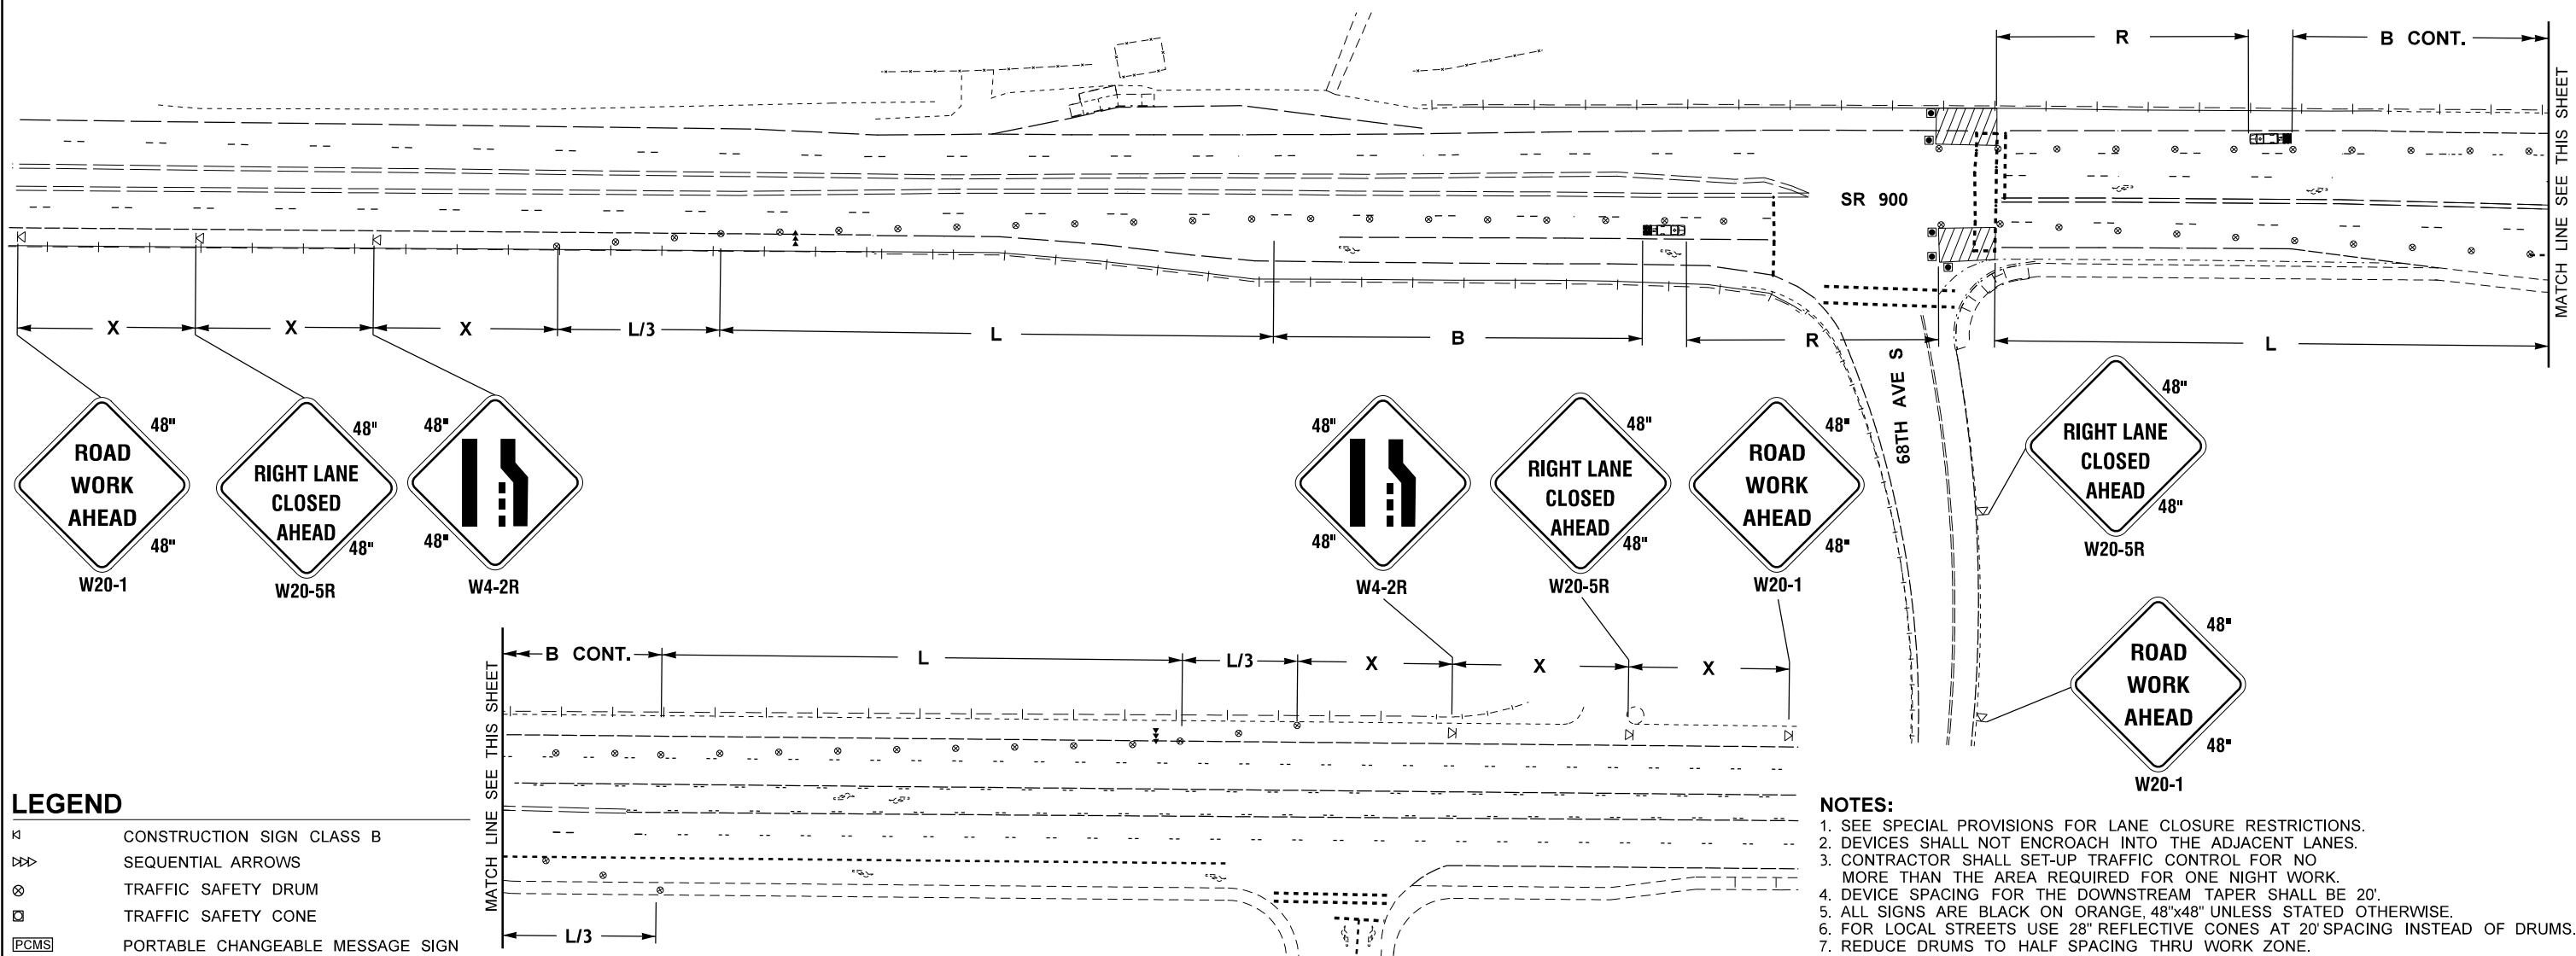 R
B CONT.
MATCH LINE SEE THIS SHEET
SR 900
X
X
X
L/3
L
B
R
L
68TH AVE S
ROAD
WORK
AHEAD
48"
48"
W20-1
RIGHT LANE
CLOSED
AHEAD
48"
48"
W20-5R
48"
48"
W4-2R
48"
48"
W4-2R
RIGHT LANE
CLOSED
AHEAD
48"
48"
W20-5R
ROAD
WORK
AHEAD
48"
48"
W20-1
RIGHT LANE
CLOSED
AHEAD
48"
48"
W20-5R
ROAD
WORK
AHEAD
48"
48"
W20-1
MATCH LINE SEE THIS SHEET
B CONT.
L
L/3
X
X
X
L/3
LEGEND
CONSTRUCTION SIGN CLASS B
SEQUENTIAL ARROWS
TRAFFIC SAFETY DRUM
TRAFFIC SAFETY CONE
PCMS PORTABLE CHANGEABLE MESSAGE SIGN
NOTES:
1. SEE SPECIAL PROVISIONS FOR LANE CLOSURE RESTRICTIONS.
2. DEVICES SHALL NOT ENCROACH INTO THE ADJACENT LANES.
3. CONTRACTOR SHALL SET-UP TRAFFIC CONTROL FOR NO
MORE THAN THE AREA REQUIRED FOR ONE NIGHT WORK.
4. DEVICE SPACING FOR THE DOWNSTREAM TAPER SHALL BE 20'.
5. ALL SIGNS ARE BLACK ON ORANGE, 48"x48" UNLESS STATED OTHERWISE.
6. FOR LOCAL STREETS USE 28" REFLECTIVE CONES AT 20' SPACING INSTEAD OF DRUMS.
7. REDUCE DRUMS TO HALF SPACING THRU WORK ZONE.